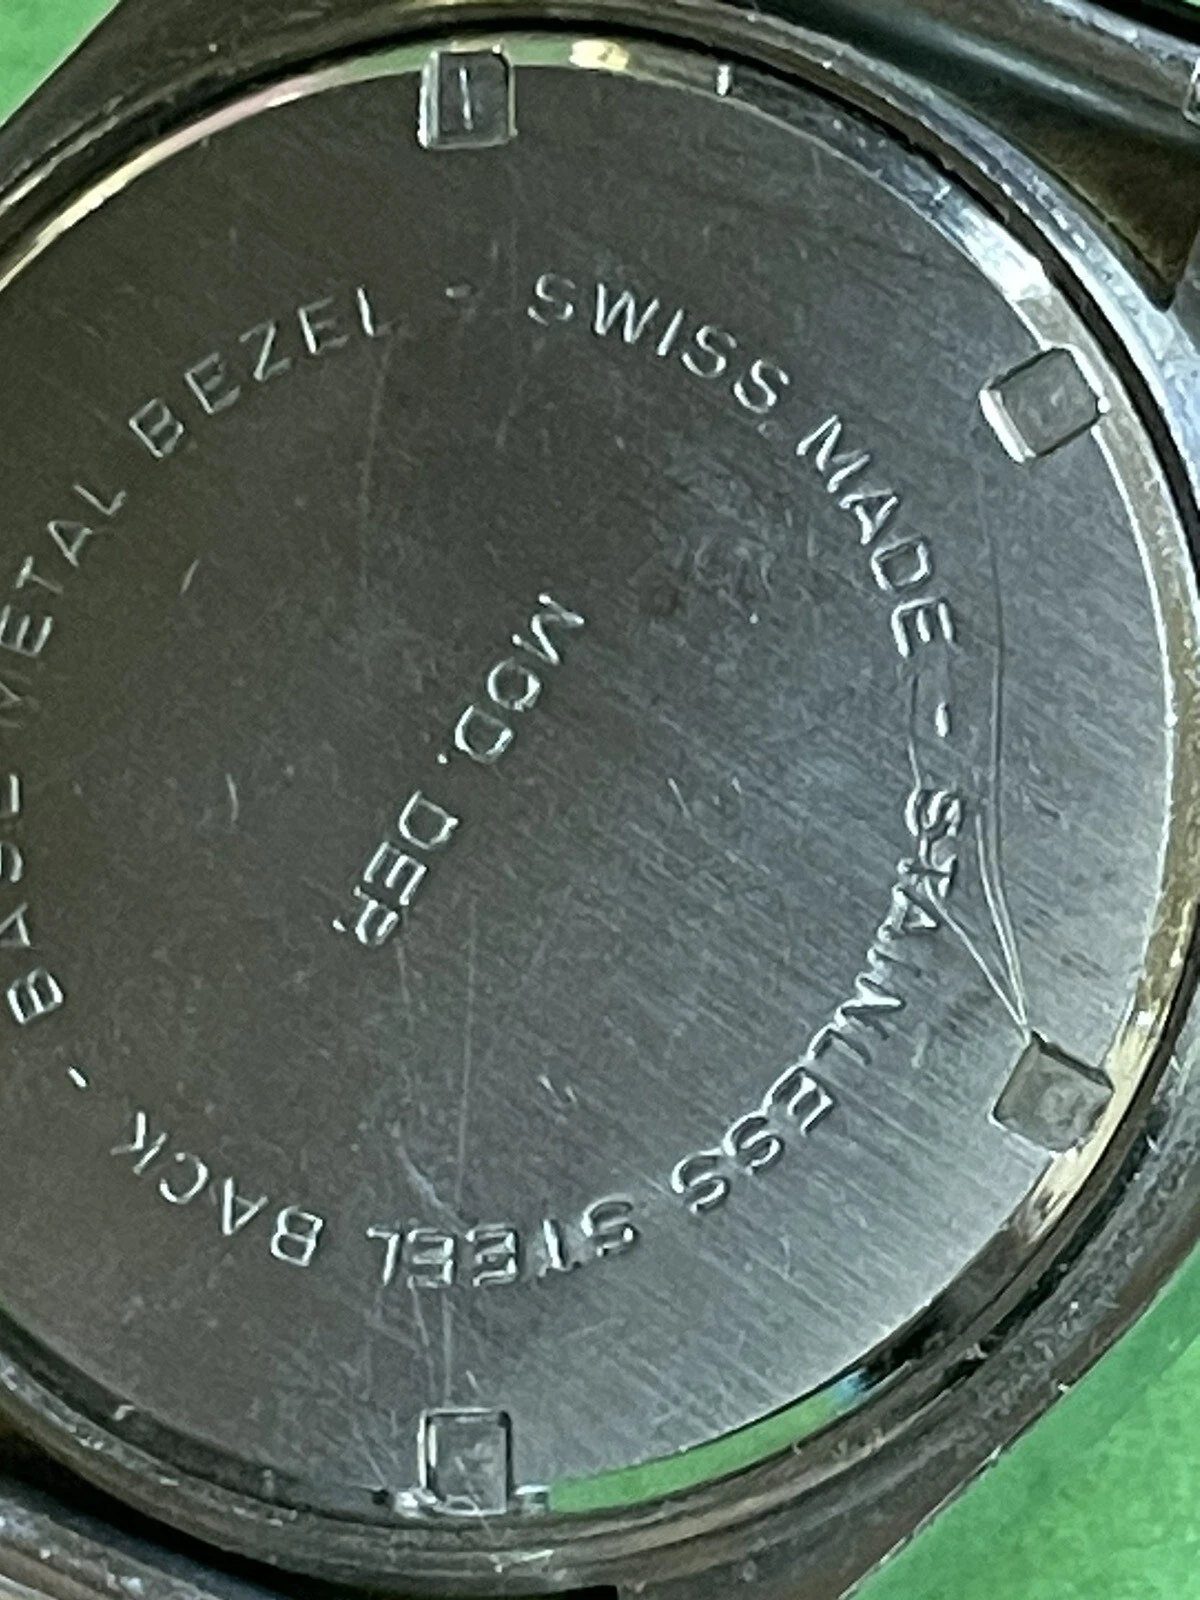 BASE METAL BEZEL - SWISS MADE - STAINLESS STEEL BACK -
MOD. DEP.